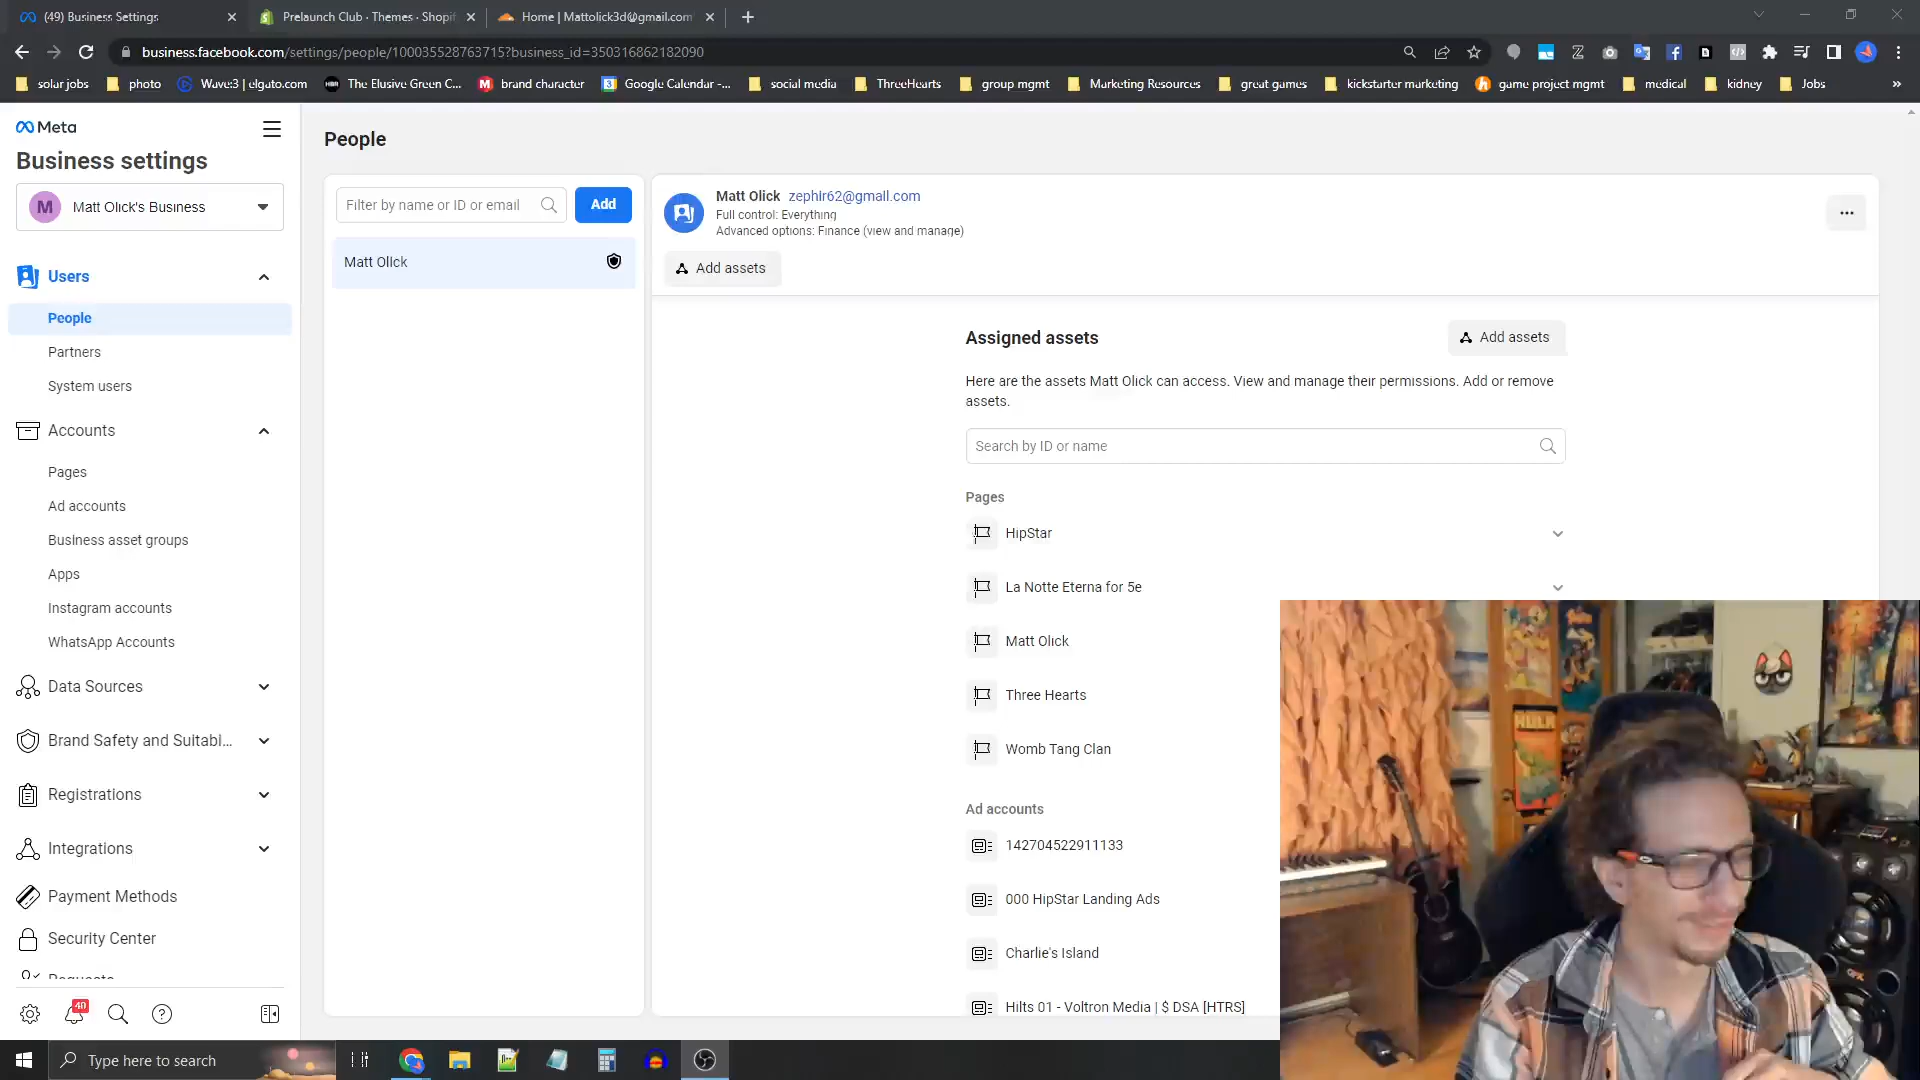 (49) Business Settings
Prelaunch Club · Themes · Shopif
Home | Mattolick3d@gmail.com
business.facebook.com/settings/people/100035528763715?business_id=350316862182090
solar jobs
photo
Wave:3 | elgato.com
The Elusive Green C...
brand character
Google Calendar -...
social media
ThreeHearts
group mgmt
Marketing Resources
great games
kickstarter marketing
game project mgmt
medical
kidney
Jobs
»
Meta
Business settings
M
Matt Olick's Business
Users
People
Partners
System users
Accounts
Pages
Ad accounts
Business asset groups
Apps
Instagram accounts
WhatsApp Accounts
Data Sources
Brand Safety and Suitabi...
Registrations
Integrations
Payment Methods
Security Center
Requests
40
People
Filter by name or ID or email
Add
Matt Olick
Matt Olick zephir62@gmail.com
Full control: Everything
Advanced options: Finance (view and manage)
Add assets
Assigned assets
Add assets
Here are the assets Matt Olick can access. View and manage their permissions. Add or remove
assets.
Search by ID or name
Pages
HipStar
La Notte Eterna for 5e
Matt Olick
Three Hearts
Womb Tang Clan
Ad accounts
142704522911133
000 HipStar Landing Ads
Charlie's Island
Hilts 01 - Voltron Media | $ DSA [HTRS]
HULK
Type here to search